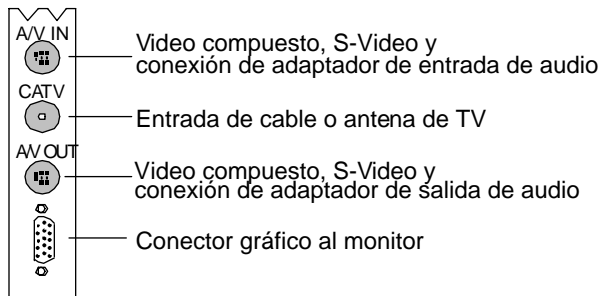 A/V IN
Video compuesto, S-Video y
conexión de adaptador de entrada de audio
CATV
Entrada de cable o antena de TV
A/V OUT
Video compuesto, S-Video y
conexión de adaptador de salida de audio
Conector gráfico al monitor